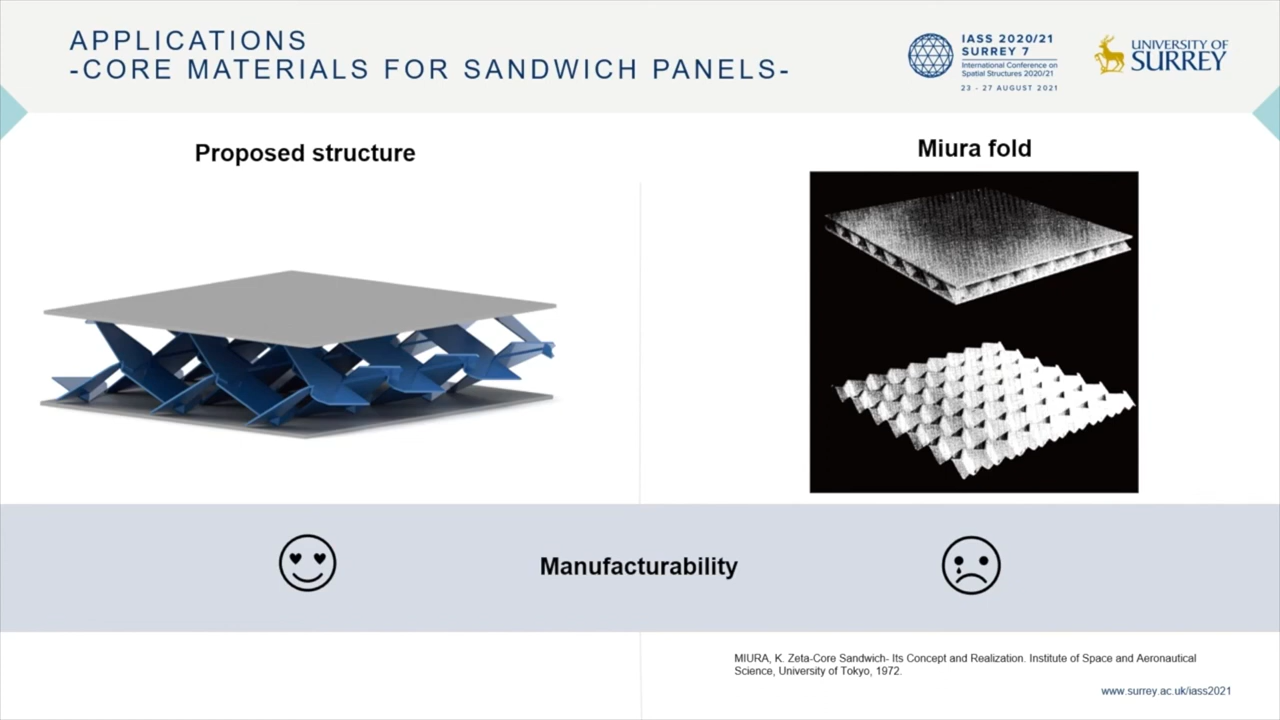 APPLICATIONS
-CORE MATERIALS FOR SANDWICH PANELS-
IASS 2020/21
SURREY 7
International Conference on
Spatial Structures 2020/21
23 - 27 AUGUST 2021
UNIVERSITY OF
SURREY
Proposed structure
Miura fold
Manufacturability
MIURA, K. Zeta-Core Sandwich- Its Concept and Realization. Institute of Space and Aeronautical
Science, University of Tokyo, 1972.
www.surrey.ac.uk/iass2021